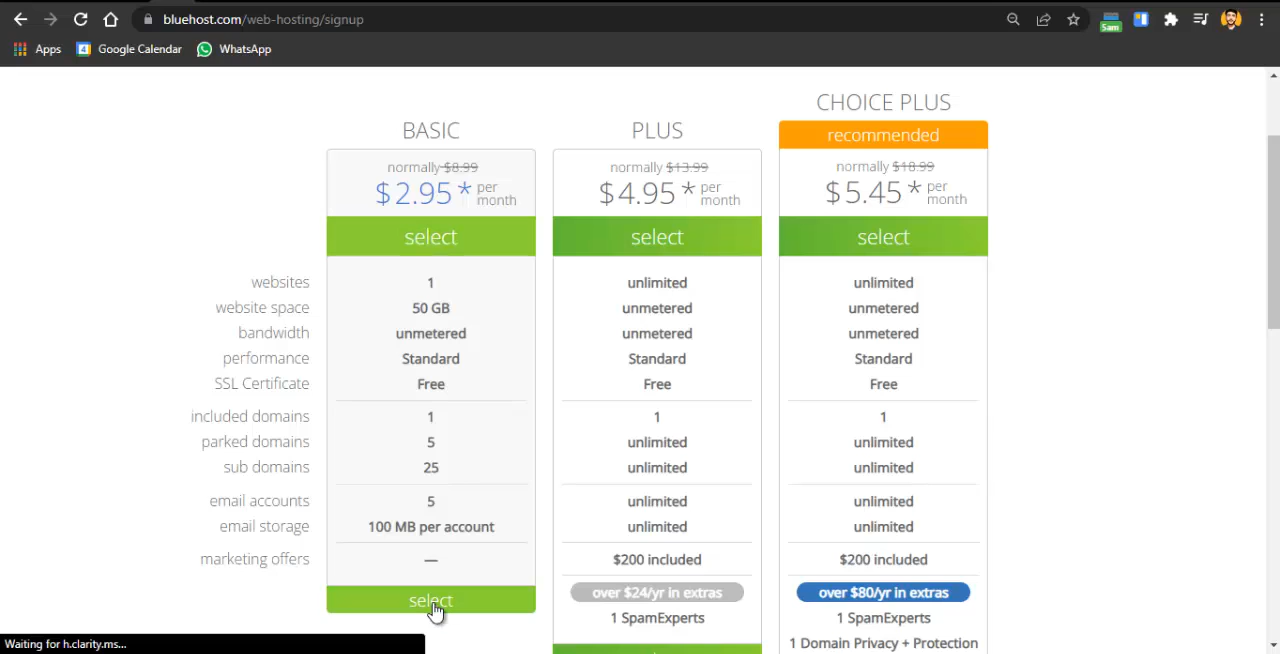 bluehost.com/web-hosting/signup
Sam
Apps
Google Calendar
WhatsApp
CHOICE PLUS
BASIC
PLUS
recommended
normally $8.99
normally $13.99
normally $18.99
$2.95* per month
$4.95* per month
$5.45* per month
select select select
websites 1 unlimited unlimited
website space 50 GB unmetered unmetered
bandwidth unmetered unmetered unmetered
performance Standard Standard Standard
SSL Certificate Free Free Free
included domains 1 1 1
parked domains 5 unlimited unlimited
sub domains 25 unlimited unlimited
email accounts 5 unlimited unlimited
email storage 100 MB per account unlimited unlimited
marketing offers — $200 included $200 included
select over $24/yr in extras over $80/yr in extras
1 SpamExperts 1 SpamExperts
1 Domain Privacy + Protection
Waiting for h.clarity.ms...